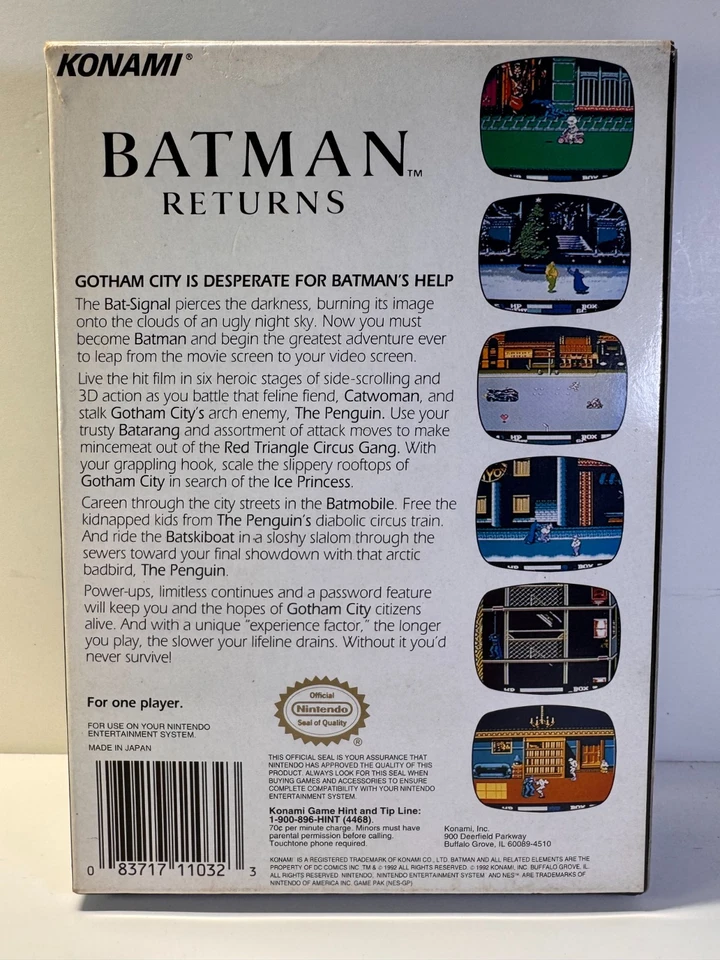 KONAMI®
BATMAN™
RETURNS
GOTHAM CITY IS DESPERATE FOR BATMAN'S HELP
The Bat-Signal pierces the darkness, burning its image
onto the clouds of an ugly night sky. Now you must
become Batman and begin the greatest adventure ever
to leap from the movie screen to your video screen.
Live the hit film in six heroic stages of side-scrolling and
3D action as you battle that feline fiend, Catwoman, and
stalk Gotham City's arch enemy, The Penguin. Use your
trusty Batarang and assortment of attack moves to make
mincemeat out of the Red Triangle Circus Gang. With
your grappling hook, scale the slippery rooftops of
Gotham City in search of the Ice Princess.
Careen through the city streets in the Batmobile. Free the
kidnapped kids from The Penguin's diabolic circus train.
And ride the Batskiboat in a sloshy slalom through the
sewers toward your final showdown with that arctic
badbird, The Penguin.
Power-ups, limitless continues and a password feature
will keep you and the hopes of Gotham City citizens
alive. And with a unique "experience factor," the longer
you play, the slower your lifeline drains. Without it you'd
never survive!
For one player.
FOR USE ON YOUR NINTENDO
ENTERTAINMENT SYSTEM.
MADE IN JAPAN
0 83717 11032 3
Official
Nintendo
Seal of Quality
®
THIS OFFICIAL SEAL IS YOUR ASSURANCE THAT
NINTENDO HAS APPROVED THE QUALITY OF THIS
PRODUCT. ALWAYS LOOK FOR THIS SEAL WHEN
BUYING GAMES AND ACCESSORIES TO ENSURE
COMPLETE COMPATIBILITY WITH YOUR NINTENDO
ENTERTAINMENT SYSTEM.
Konami Game Hint and Tip Line:
1-900-896-HINT (4468).
70¢ per minute charge. Minors must have
parental permission before calling.
Touchtone phone required.
Konami, Inc.
900 Deerfield Parkway
Buffalo Grove, IL 60089-4510
KONAMI IS A REGISTERED TRADEMARK OF KONAMI CO., LTD. BATMAN AND ALL RELATED ELEMENTS ARE THE
PROPERTY OF DC COMICS INC. TM & © 1992 ALL RIGHTS RESERVED. © 1992 KONAMI, INC. BUFFALO GROVE, IL.
ALL RIGHTS RESERVED. NINTENDO, NINTENDO ENTERTAINMENT SYSTEM AND NES™ ARE TRADEMARKS OF
NINTENDO OF AMERICA INC. GAME PAK (NES-GP)
BOX
HP BOX
HP BOX
HP BOX
HP BOX
BOX